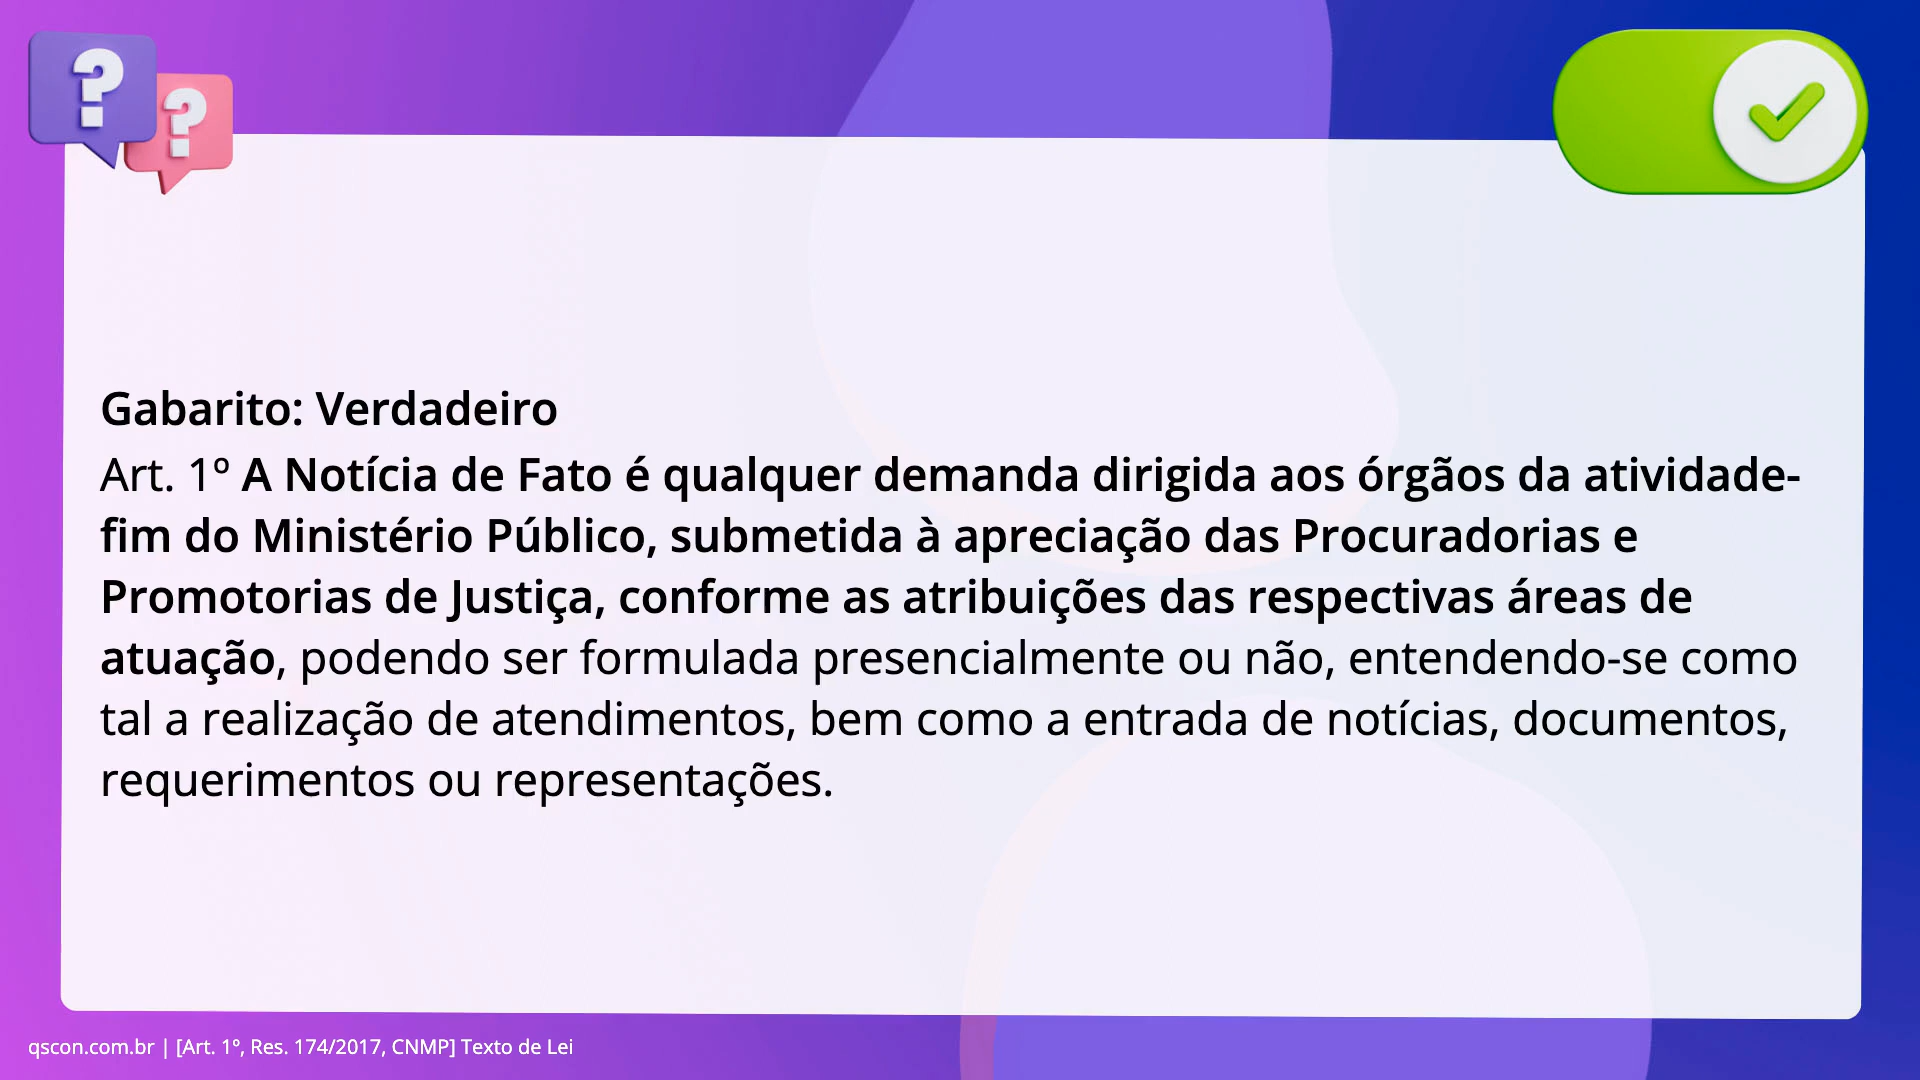 ?
?
Gabarito: Verdadeiro
Art. 1º A Notícia de Fato é qualquer demanda dirigida aos órgãos da atividade-
fim do Ministério Público, submetida à apreciação das Procuradorias e
Promotorias de Justiça, conforme as atribuições das respectivas áreas de
atuação, podendo ser formulada presencialmente ou não, entendendo-se como
tal a realização de atendimentos, bem como a entrada de notícias, documentos,
requerimentos ou representações.
qscon.com.br | [Art. 1º, Res. 174/2017, CNMP] Texto de Lei